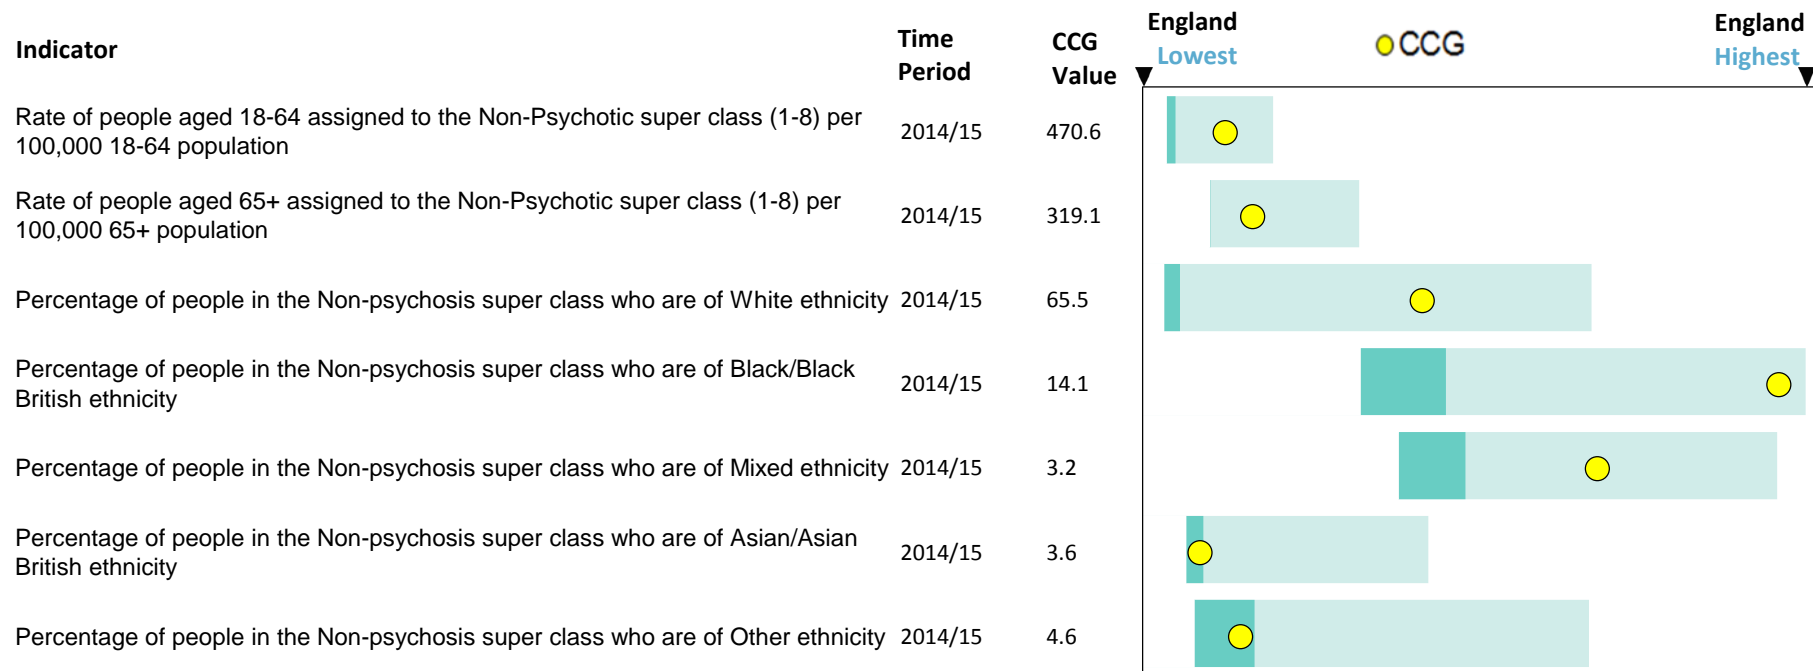 Indicator
Time
Period
CCG
Value
England
Lowest
CCG
England
Highest
Rate of people aged 18-64 assigned to the Non-Psychotic super class (1-8) per
100,000 18-64 population
2014/15
470.6
Rate of people aged 65+ assigned to the Non-Psychotic super class (1-8) per
100,000 65+ population
2014/15
319.1
Percentage of people in the Non-psychosis super class who are of White ethnicity
2014/15
65.5
Percentage of people in the Non-psychosis super class who are of Black/Black
British ethnicity
2014/15
14.1
Percentage of people in the Non-psychosis super class who are of Mixed ethnicity
2014/15
3.2
Percentage of people in the Non-psychosis super class who are of Asian/Asian
British ethnicity
2014/15
3.6
Percentage of people in the Non-psychosis super class who are of Other ethnicity
2014/15
4.6